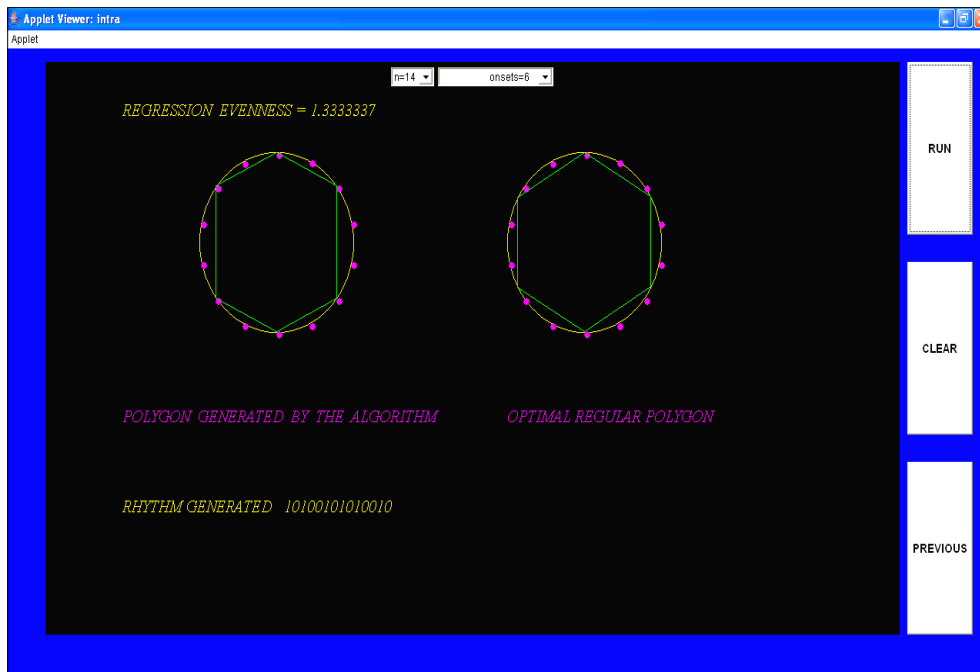 Applet Viewer: intra
Applet
n=14
onsets=6
REGRESSION EVENNESS = 1.3333337
RUN
CLEAR
POLYGON GENERATED BY THE ALGORITHM
OPTIMAL REGULAR POLYGON
RHYTHM GENERATED 10100101010010
PREVIOUS